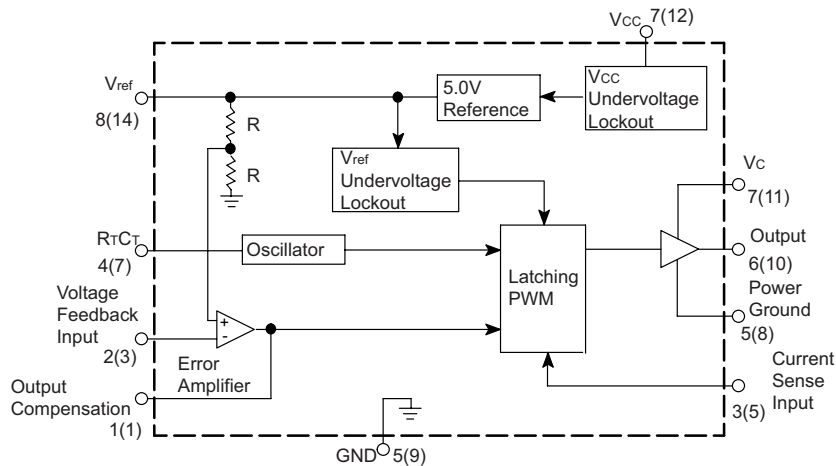 VCC 7(12)
Vref
8(14)
R
R
5.0V
Reference
VCC
Undervoltage
Lockout
Vref
Undervoltage
Lockout
VC
7(11)
RTCT
4(7)
Oscillator
Latching
PWM
Output
6(10)
Voltage
Feedback
Input
2(3)
+
-
Error
Amplifier
Power
Ground
5(8)
Output
Compensation
1(1)
Current
Sense
Input
3(5)
GND 5(9)